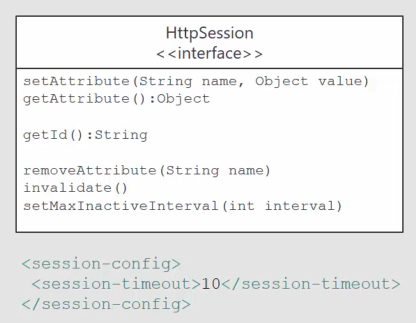 HttpSession
<<interface>>
setAttribute(String name, Object value)
getAttribute():Object
getId():String
removeAttribute(String name)
invalidate()
setMaxInactiveInterval(int interval)
<session-config>
<session-timeout>10</session-timeout>
</session-config>